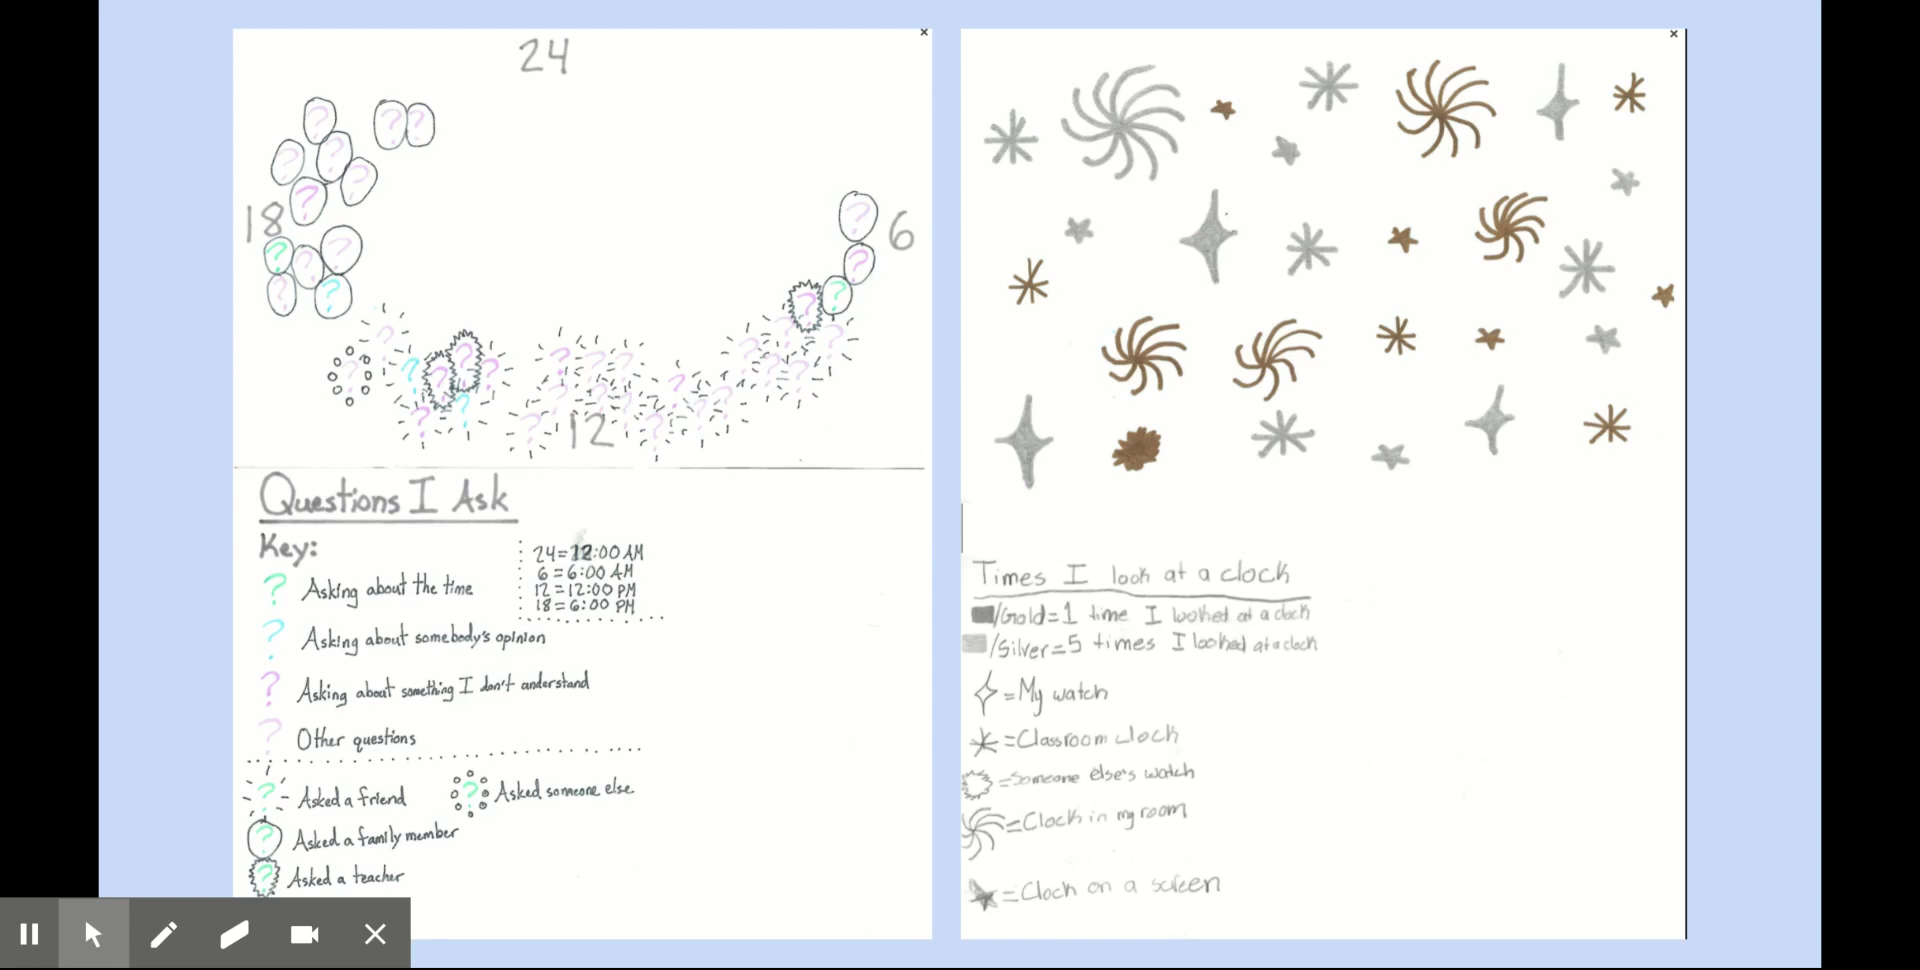 24
18
6
12
Questions I Ask
Key:
24=12:00 AM
6=6:00 AM
12=12:00 PM
18=6:00 PM
? Asking about the time
? Asking about somebody's opinion
? Asking about something I don't understand
? Other questions
? Asked a friend
? Asked someone else
? Asked a family member
? Asked a teacher
Times I look at a clock
/Gold=1 time I looked at a clock
/Silver=5 times I looked at a clock
=My watch
=Classroom clock
=Someone else's watch
=Clock in my room
=Clock on a screen